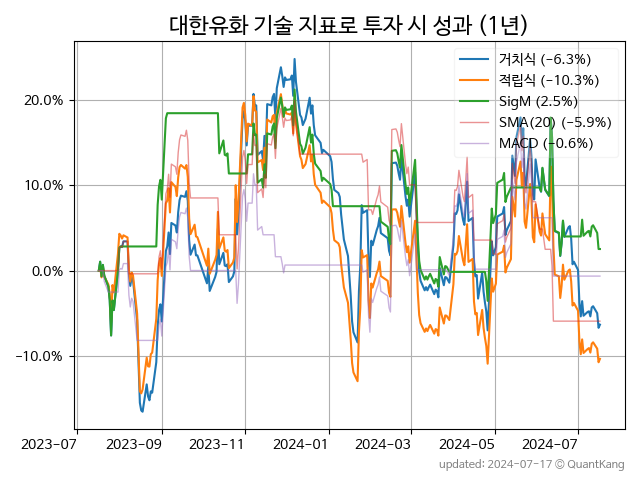 대한유화 기술 지표로 투자 시 성과 (1년)
거치식 (−6.3%)
적립식 (−10.3%)
SigM (2.5%)
SMA(20) (−5.9%)
MACD (−0.6%)
20.0%
10.0%
0.0%
−10.0%
2023-07 2023-09 2023-11 2024-01 2024-03 2024-05 2024-07
updated: 2024-07-17 © QuantKang